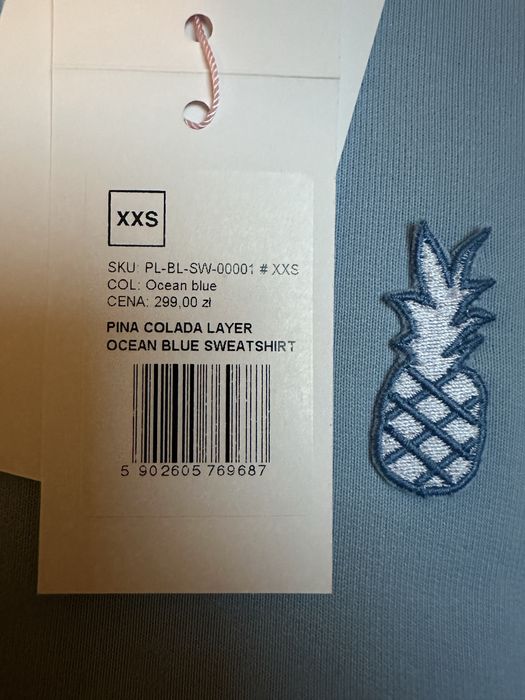 XXS
SKU: PL-BL-SW-00001 # XXS
COL: Ocean blue
CENA: 299,00 zł
PINA COLADA LAYER
OCEAN BLUE SWEATSHIRT
5 902605 769687